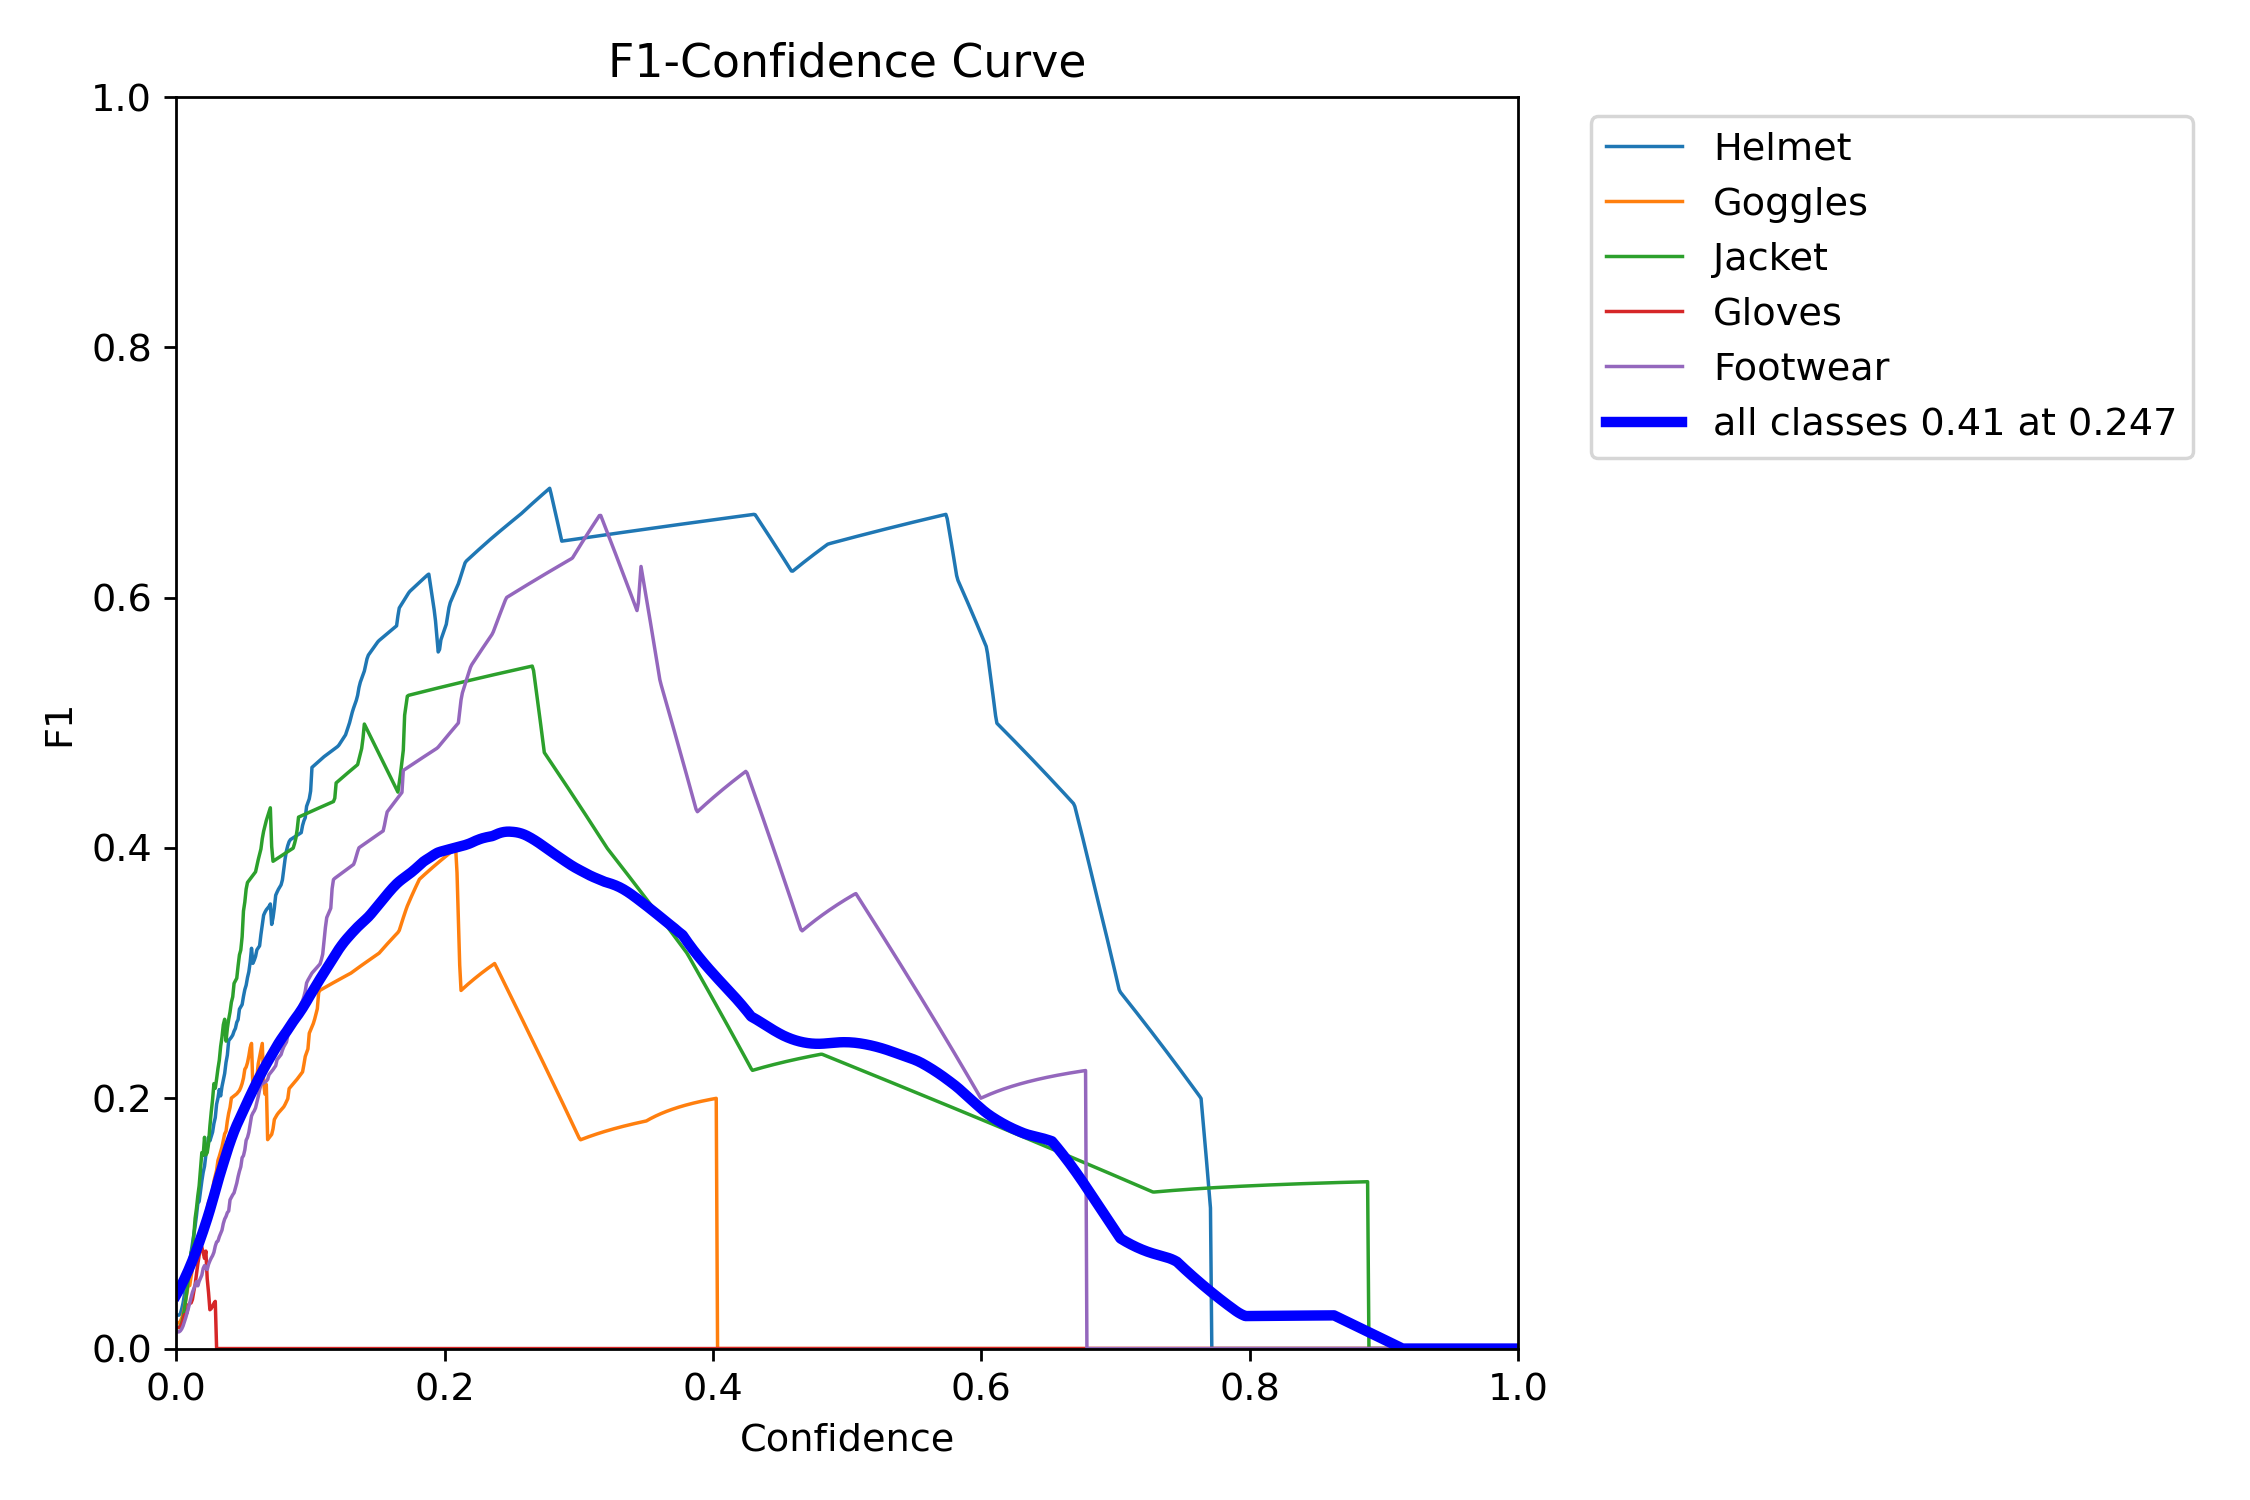 F1-Confidence Curve
1.0
0.8
0.6
0.4
0.2
0.0
F1
0.0 0.2 0.4 0.6 0.8 1.0
Confidence
Helmet
Goggles
Jacket
Gloves
Footwear
all classes 0.41 at 0.247